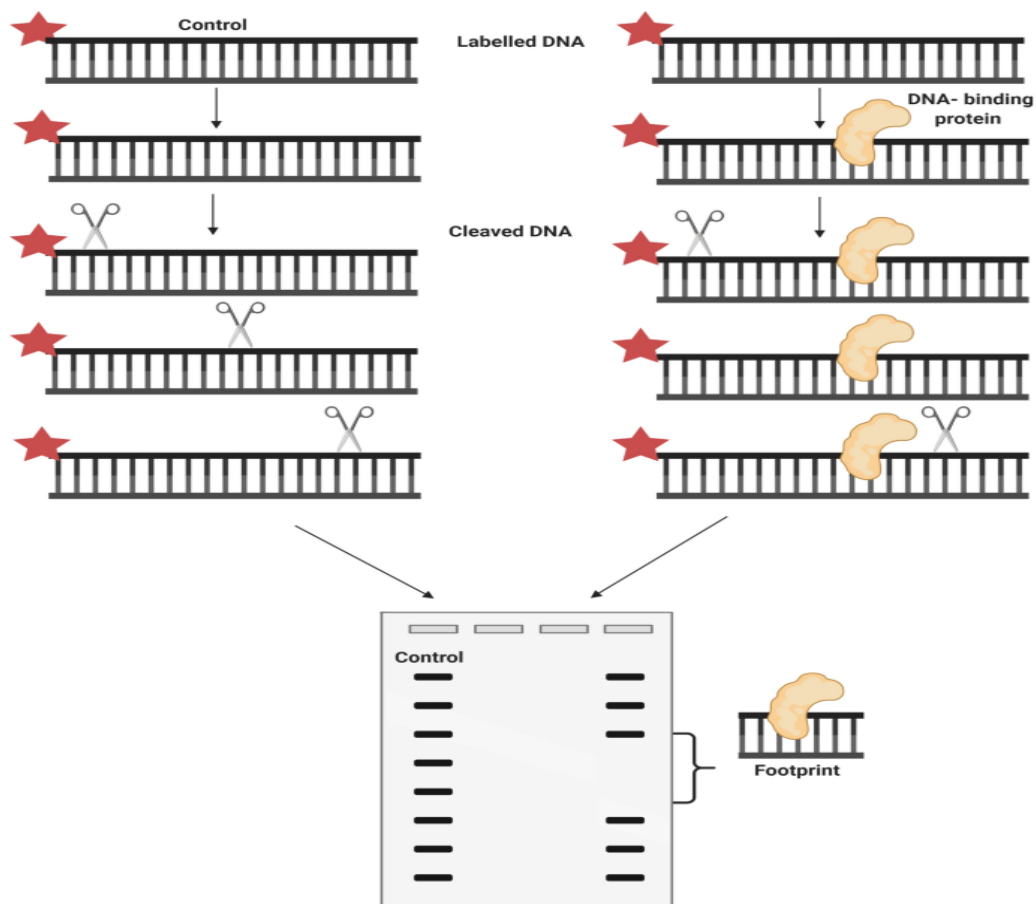 Control
Labelled DNA
DNA- binding
protein
Cleaved DNA
Control
Footprint